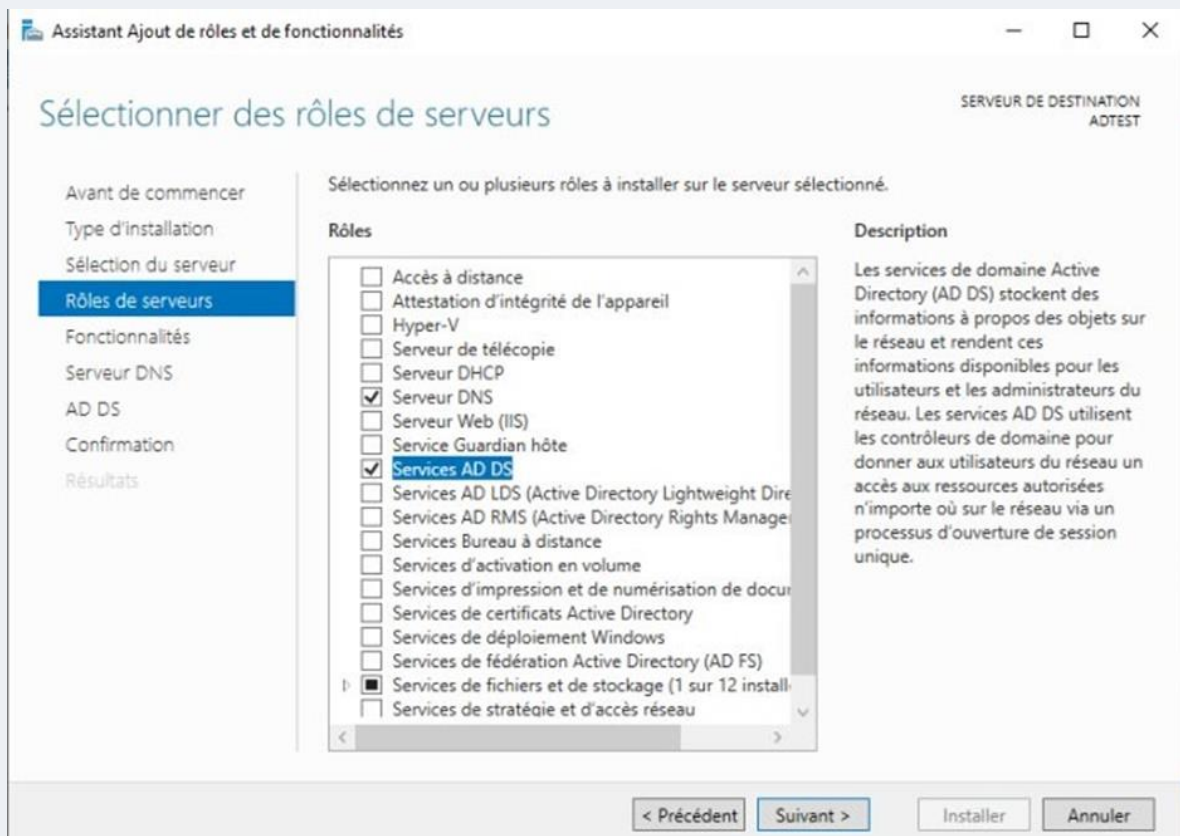 Assistant Ajout de rôles et de fonctionnalités
Sélectionner des rôles de serveurs
SERVEUR DE DESTINATION
ADTEST
Avant de commencer
Type d'installation
Sélection du serveur
Rôles de serveurs
Fonctionnalités
Serveur DNS
AD DS
Confirmation
Résultats
Sélectionnez un ou plusieurs rôles à installer sur le serveur sélectionné.
Rôles
Accès à distance
Attestation d'intégrité de l'appareil
Hyper-V
Serveur de télécopie
Serveur DHCP
Serveur DNS
Serveur Web (IIS)
Service Guardian hôte
Services AD DS
Services AD LDS (Active Directory Lightweight Dire
Services AD RMS (Active Directory Rights Manage
Services Bureau à distance
Services d'activation en volume
Services d'impression et de numérisation de docu
Services de certificats Active Directory
Services de déploiement Windows
Services de fédération Active Directory (AD FS)
Services de fichiers et de stockage (1 sur 12 install
Services de stratégie et d'accès réseau
Description
Les services de domaine Active
Directory (AD DS) stockent des
informations à propos des objets sur
le réseau et rendent ces
informations disponibles pour les
utilisateurs et les administrateurs du
réseau. Les services AD DS utilisent
les contrôleurs de domaine pour
donner aux utilisateurs du réseau un
accès aux ressources autorisées
n'importe où sur le réseau via un
processus d'ouverture de session
unique.
< Précédent
Suivant >
Installer
Annuler